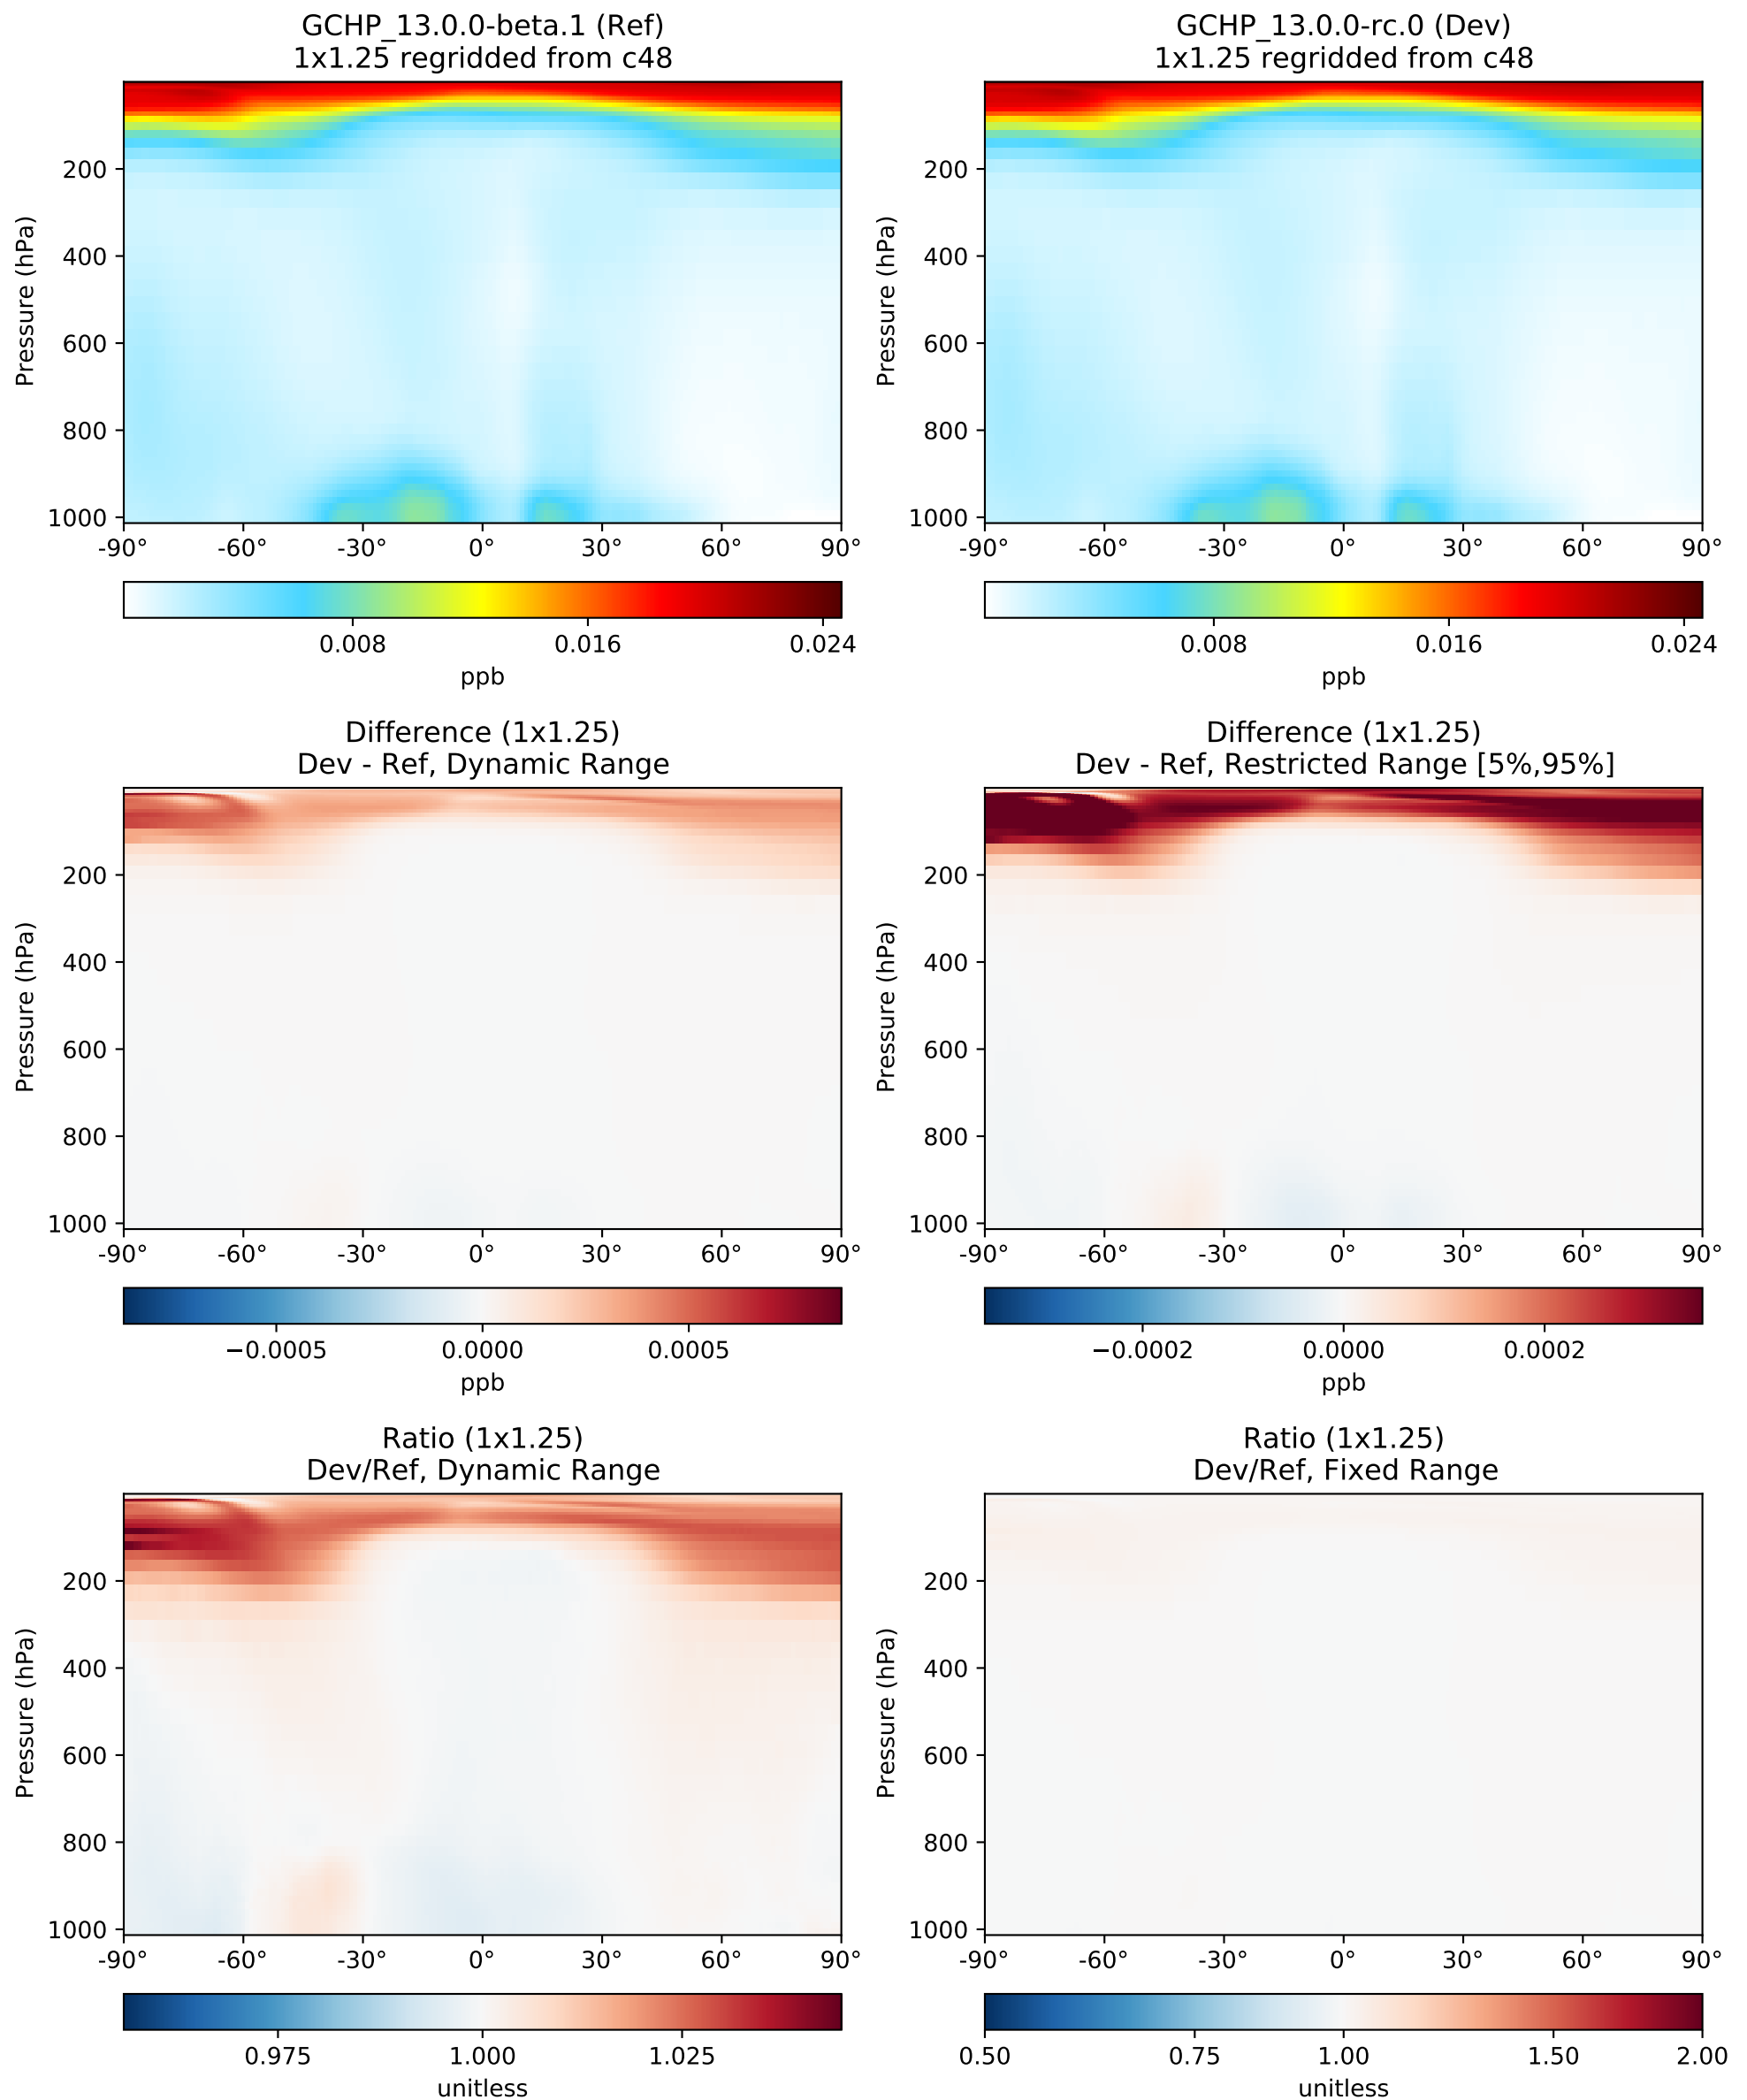 GCHP_13.0.0-beta.1 (Ref)
1x1.25 regridded from c48
Pressure (hPa)
200
400
600
800
1000
-90° -60° -30° 0° 30° 60° 90°
0.008 0.016 0.024
ppb
GCHP_13.0.0-rc.0 (Dev)
1x1.25 regridded from c48
Pressure (hPa)
200
400
600
800
1000
-90° -60° -30° 0° 30° 60° 90°
0.008 0.016 0.024
ppb
Difference (1x1.25)
Dev - Ref, Dynamic Range
Pressure (hPa)
200
400
600
800
1000
-90° -60° -30° 0° 30° 60° 90°
−0.0005 0.0000 0.0005
ppb
Difference (1x1.25)
Dev - Ref, Restricted Range [5%,95%]
Pressure (hPa)
200
400
600
800
1000
-90° -60° -30° 0° 30° 60° 90°
−0.0002 0.0000 0.0002
ppb
Ratio (1x1.25)
Dev/Ref, Dynamic Range
Pressure (hPa)
200
400
600
800
1000
-90° -60° -30° 0° 30° 60° 90°
0.975 1.000 1.025
unitless
Ratio (1x1.25)
Dev/Ref, Fixed Range
Pressure (hPa)
200
400
600
800
1000
-90° -60° -30° 0° 30° 60° 90°
0.50 0.75 1.00 1.50 2.00
unitless